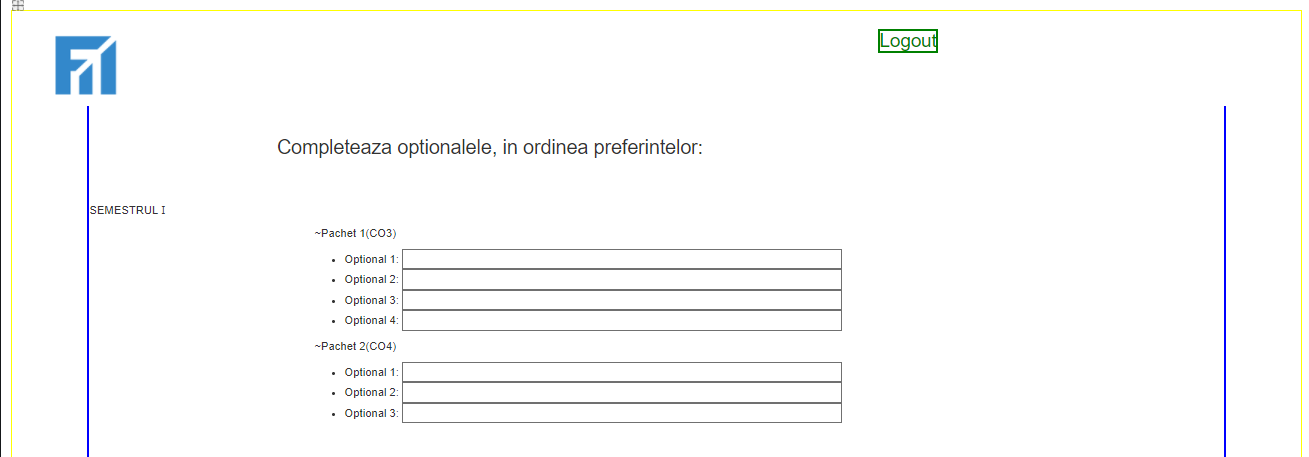 Logout
Completeaza optionalele, in ordinea preferintelor:
SEMESTRUL I
~Pachet 1(CO3)
• Optional 1:
• Optional 2:
• Optional 3:
• Optional 4:
~Pachet 2(CO4)
• Optional 1:
• Optional 2:
• Optional 3: